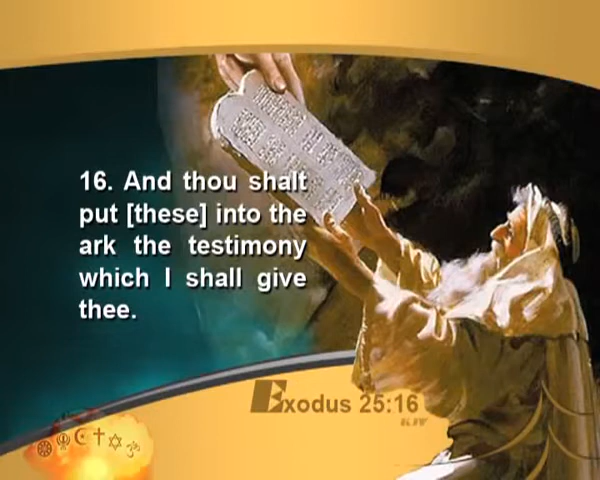 16. And thou shalt
put [these] into the
ark the testimony
which I shall give
thee.
Exodus 25:16
KJV